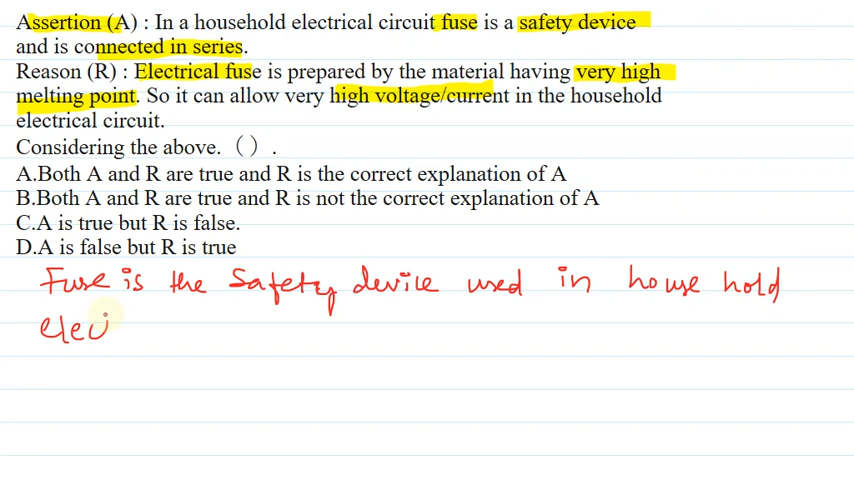 Assertion (A) : In a household electrical circuit fuse is a safety device
and is connected in series.
Reason (R) : Electrical fuse is prepared by the material having very high
melting point. So it can allow very high voltage/current in the household
electrical circuit.
Considering the above. ( ) .
A.Both A and R are true and R is the correct explanation of A
B.Both A and R are true and R is not the correct explanation of A
C.A is true but R is false.
D.A is false but R is true
Fuse is the safety device used in house hold
elec